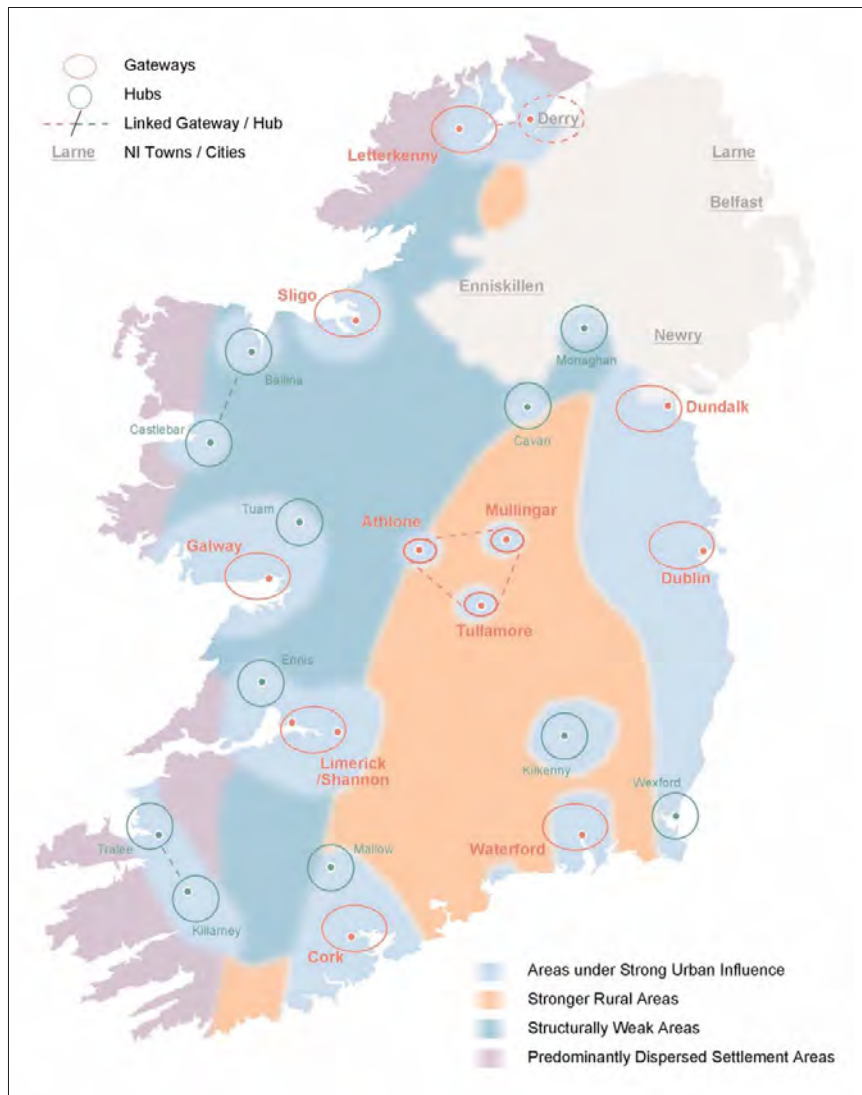 Gateways
Hubs
Linked Gateway / Hub
Larne
NI Towns / Cities
Derry
Letterkenny
Larne
Belfast
Enniskillen
Sligo
Newry
Monaghan
Ballina
Dundalk
Castlebar
Cavan
Tuam
Mullingar
Athlone
Galway
Dublin
Tullamore
Ennis
Limerick
/Shannon
Kilkenny
Wexford
Tralee
Mallow
Waterford
Killarney
Cork
Areas under Strong Urban Influence
Stronger Rural Areas
Structurally Weak Areas
Predominantly Dispersed Settlement Areas